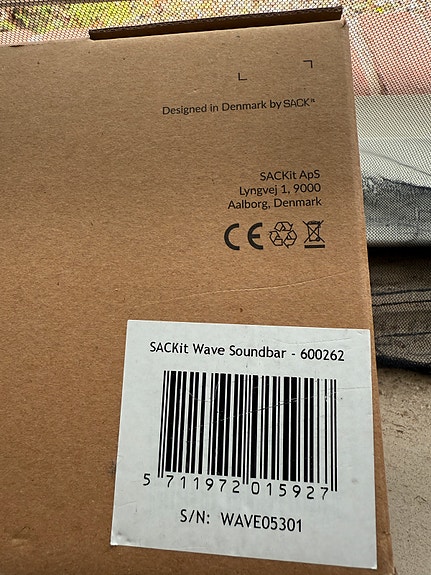 Designed in Denmark by SACKit
SACKit ApS
Lyngvej 1, 9000
Aalborg, Denmark
CE
SACKit Wave Soundbar - 600262
5 711972 015927
S/N: WAVE05301